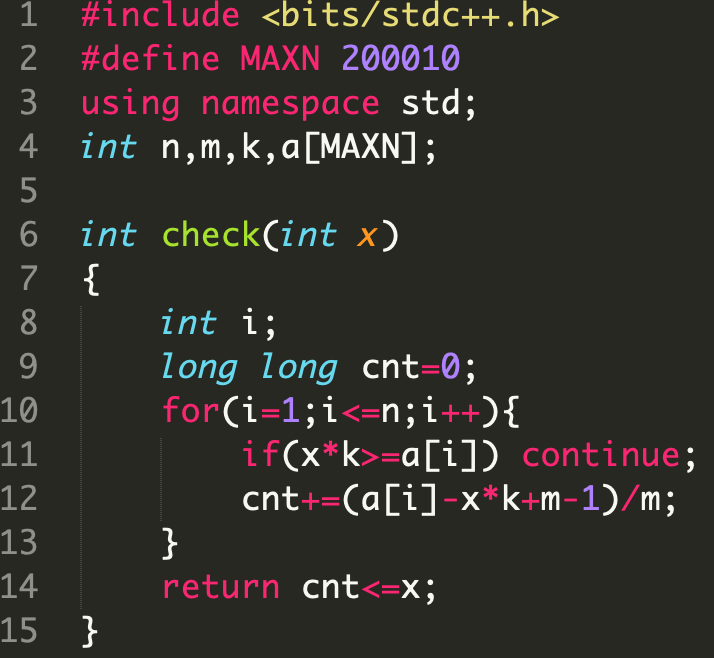 1 #include <bits/stdc++.h>
2 #define MAXN 200010
3 using namespace std;
4 int n,m,k,a[MAXN];
5
6 int check(int x)
7 {
8     int i;
9     long long cnt=0;
10     for(i=1;i<=n;i++){
11         if(x*k>=a[i]) continue;
12         cnt+=(a[i]-x*k+m-1)/m;
13     }
14     return cnt<=x;
15 }